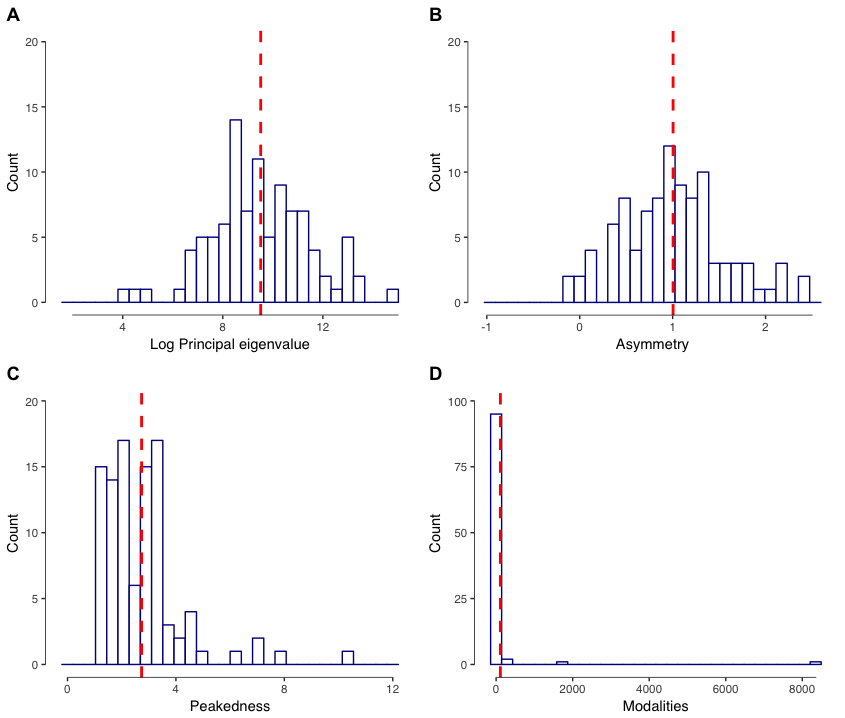 A
20
15
10
5
0
Count
4 8 12
Log Principal eigenvalue
B
20
15
10
5
0
Count
-1 0 1 2
Asymmetry
C
20
15
10
5
0
Count
0 4 8 12
Peakedness
D
100
75
50
25
0
Count
0 2000 4000 6000 8000
Modalities